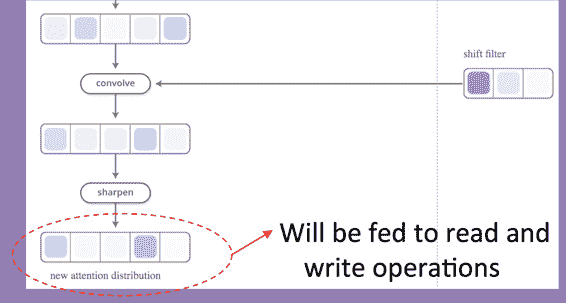 shift filter
convolve
sharpen
Will be fed to read and
write operations
new attention distribution